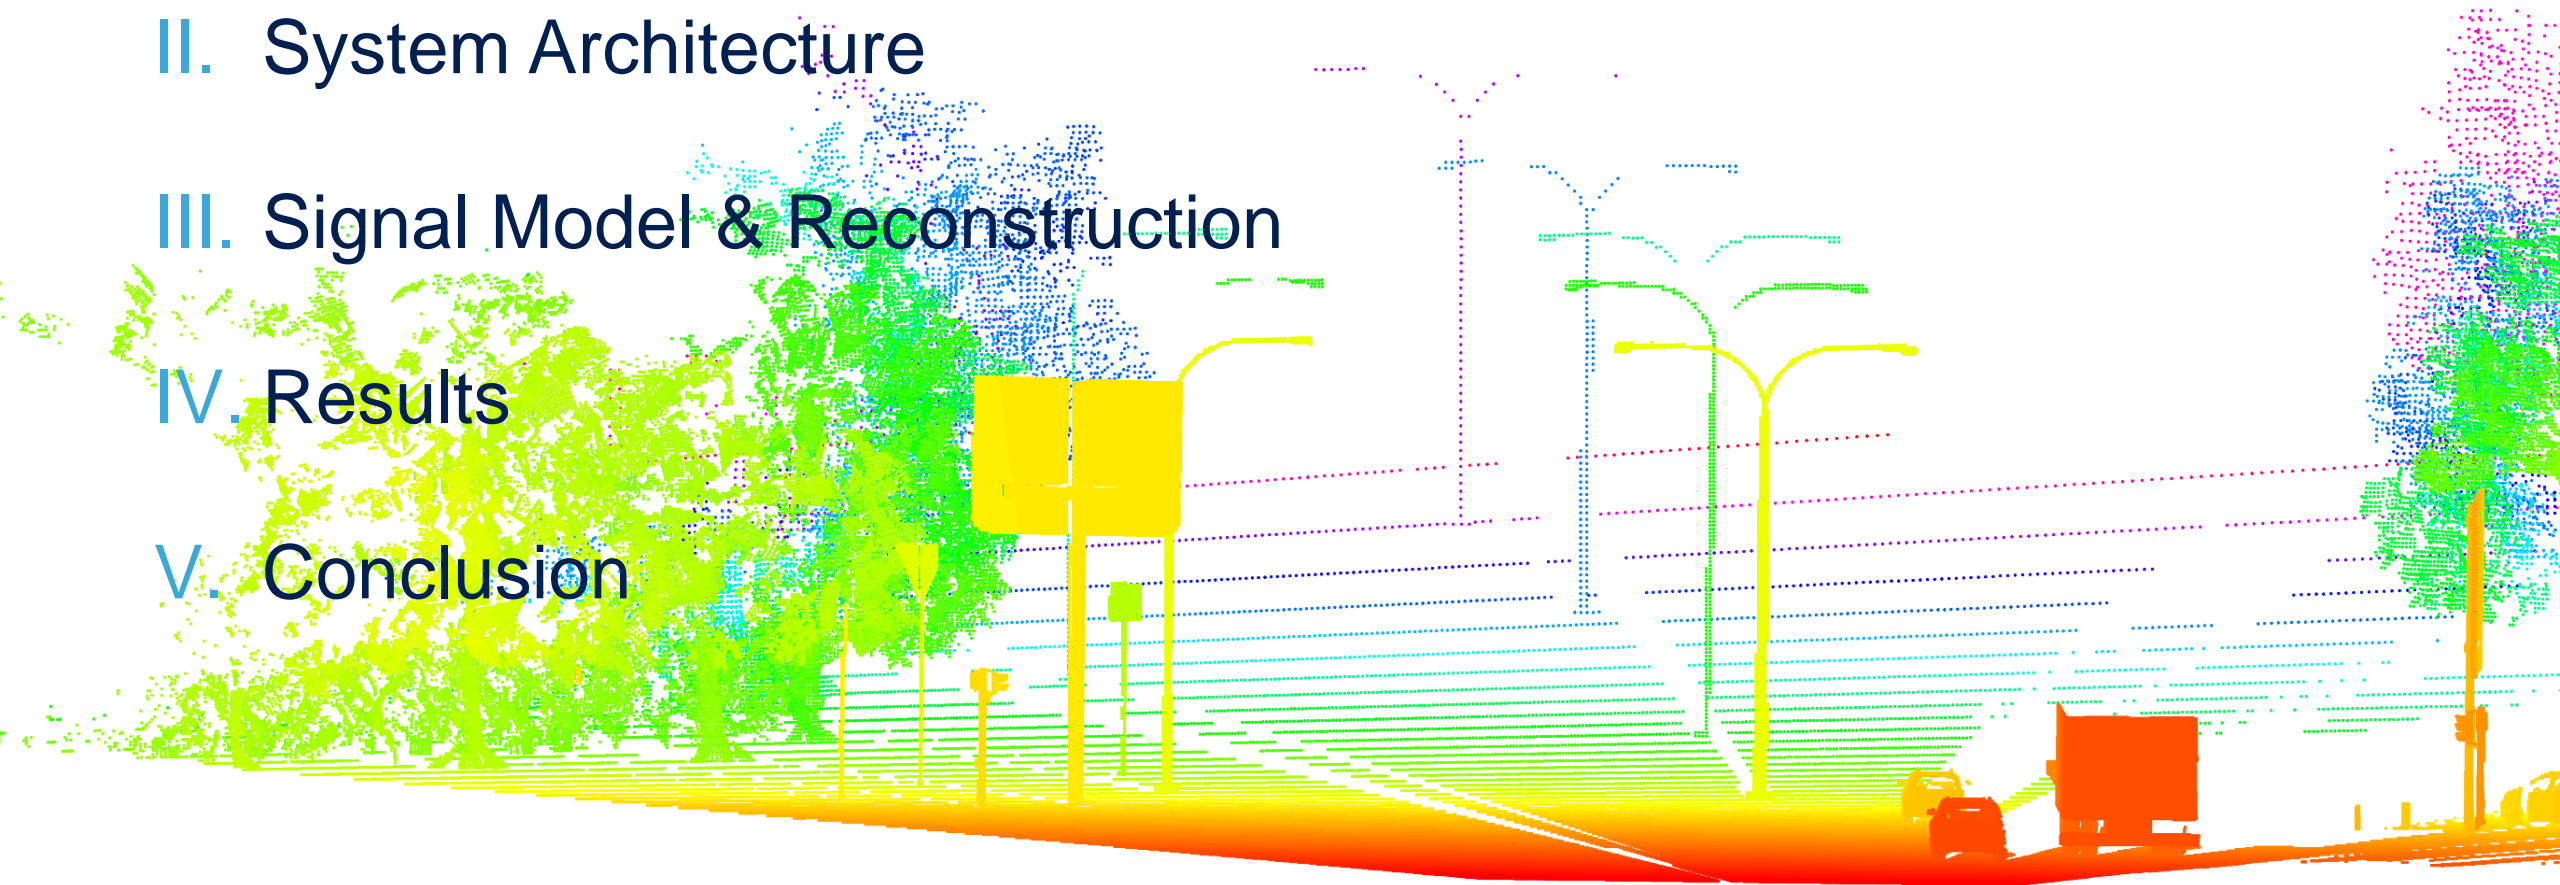 II. System Architecture
III. Signal Model & Reconstruction
IV. Results
V. Conclusion